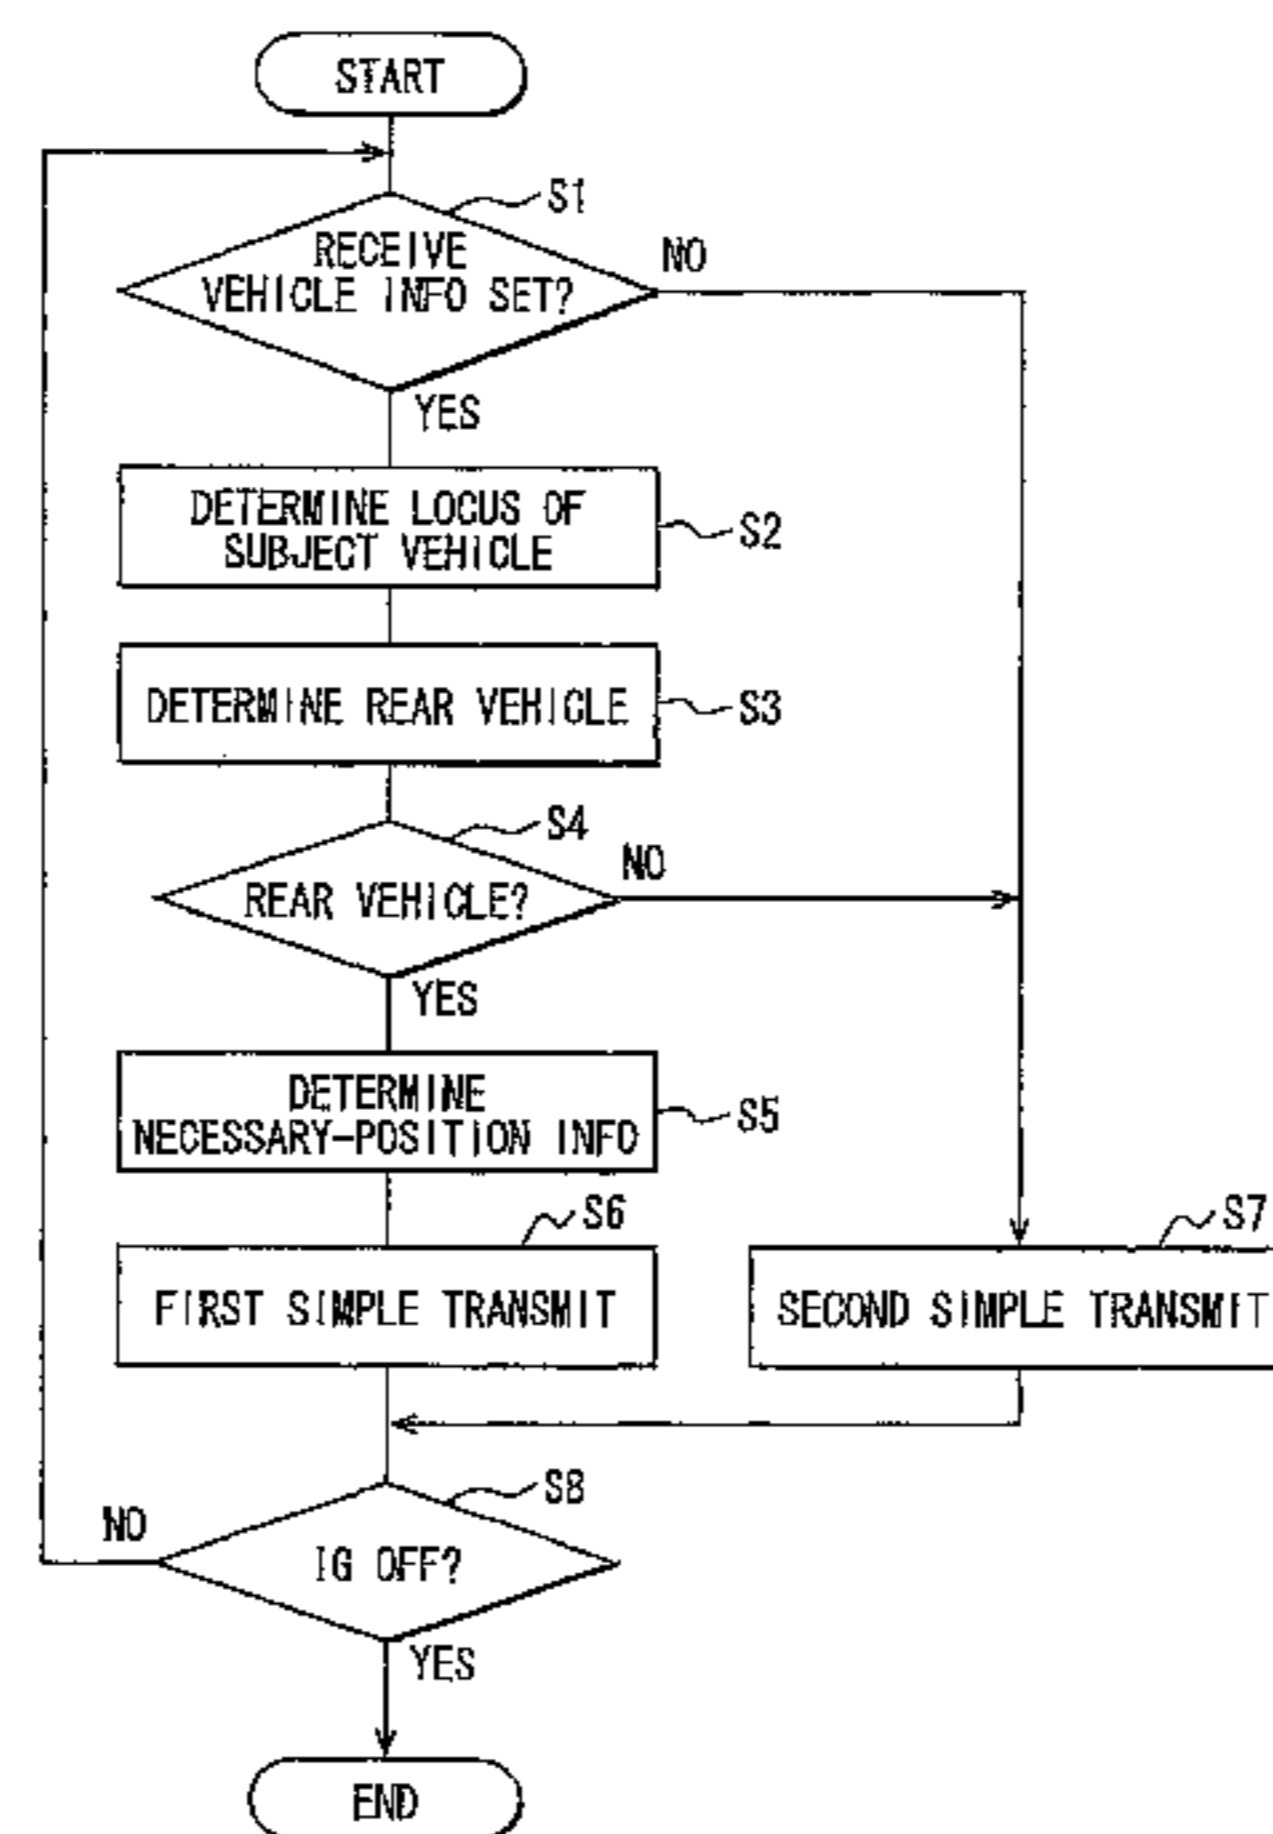 START
S1
RECEIVE
VEHICLE INFO SET?
NO
YES
DETERMINE LOCUS OF
SUBJECT VEHICLE
S2
DETERMINE REAR VEHICLE
S3
S4
REAR VEHICLE?
NO
YES
DETERMINE
NECESSARY-POSITION INFO
S5
S6
FIRST SIMPLE TRANSMIT
S7
SECOND SIMPLE TRANSMIT
S8
IG OFF?
NO
YES
END